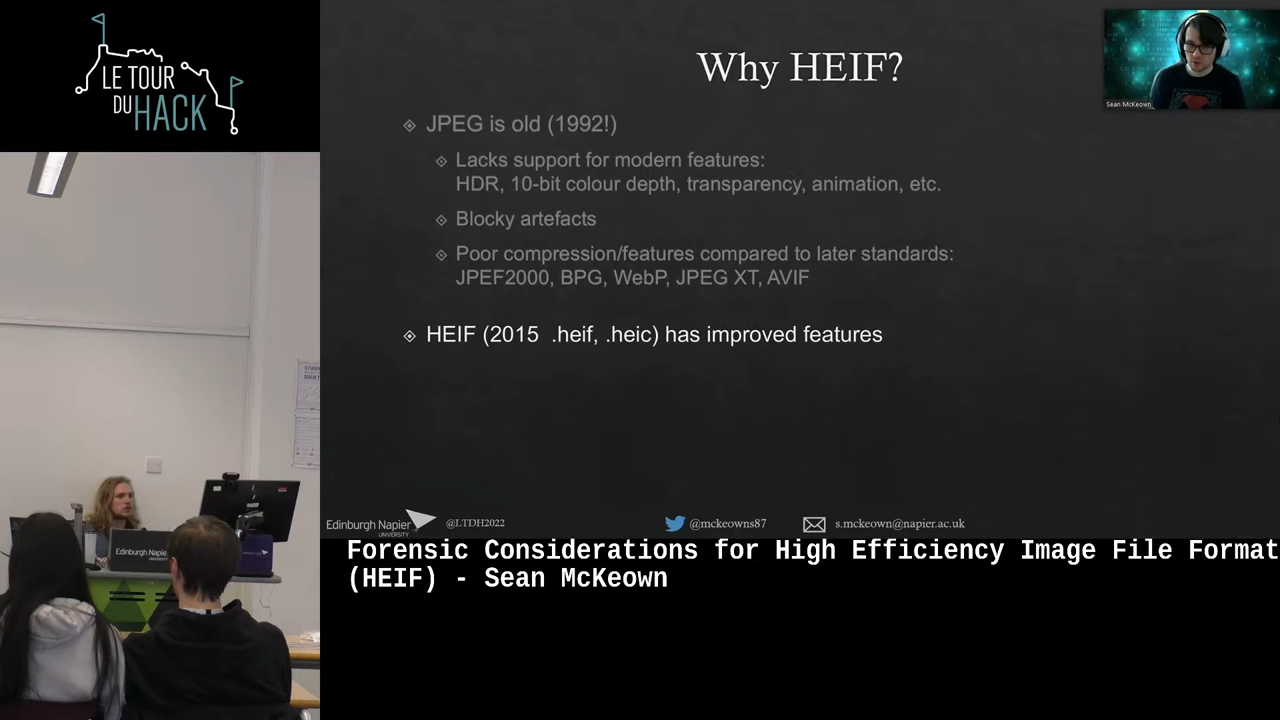 LE TOUR
DU HACK
Why HEIF?
Sean McKeown
JPEG is old (1992!)
Lacks support for modern features:
HDR, 10-bit colour depth, transparency, animation, etc.
Blocky artefacts
Poor compression/features compared to later standards:
JPEF2000, BPG, WebP, JPEG XT, AVIF
HEIF (2015 .heif, .heic) has improved features
Edinburgh Napier
UNIVERSITY
@LTDH2022
@mckeowns87
s.mckeown@napier.ac.uk
Edinburgh Napier
Forensic Considerations for High Efficiency Image File Format
(HEIF) - Sean McKeown